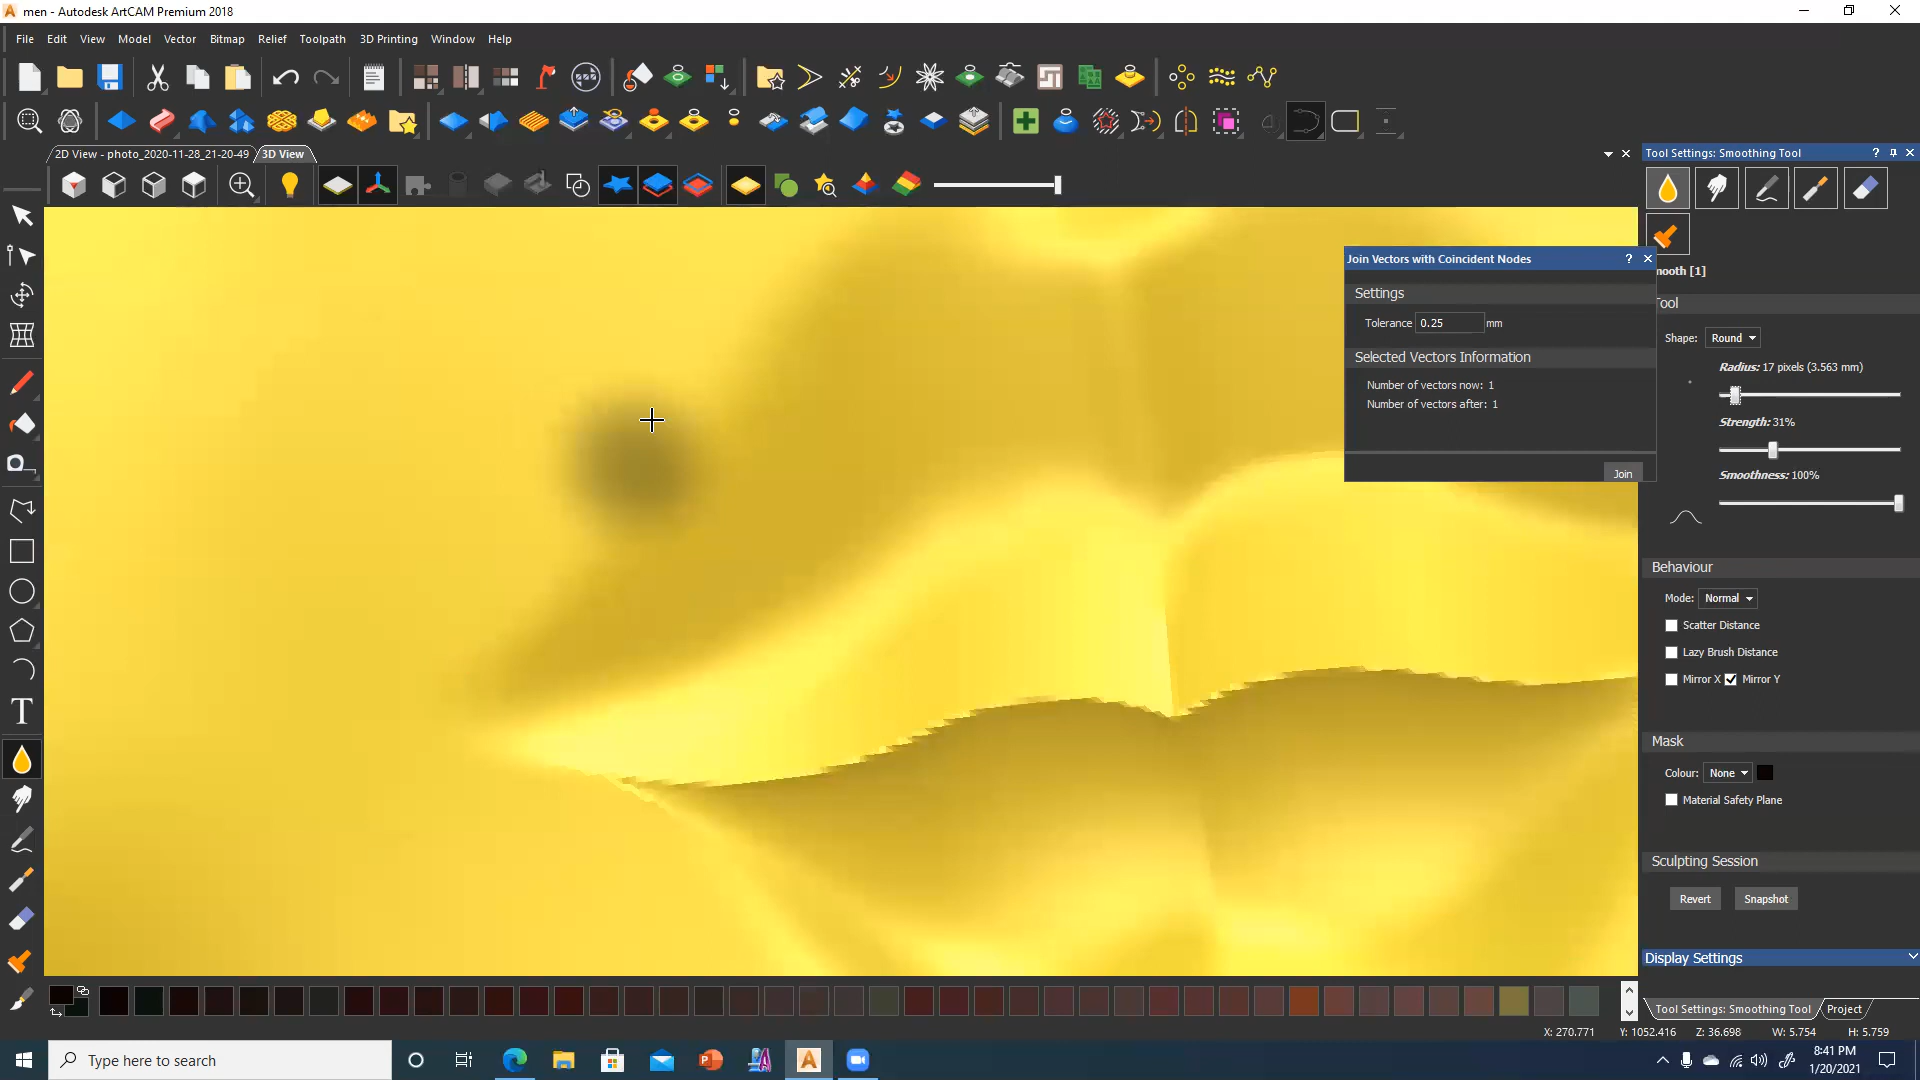 men - Autodesk ArtCAM Premium 2018
File Edit View Model Vector Bitmap Relief Toolpath 3D Printing Window Help
2D View - photo_2020-11-28_21-20-49
3D View
Tool Settings: Smoothing Tool
Join Vectors with Coincident Nodes
Settings
Tolerance 0.25 mm
Selected Vectors Information
Number of vectors now: 1
Number of vectors after: 1
Join
mooth [1]
Tool
Shape: Round
Radius: 17 pixels (3.563 mm)
Strength: 31%
Smoothness: 100%
Behaviour
Mode: Normal
Scatter Distance
Lazy Brush Distance
Mirror X Mirror Y
Mask
Colour: None
Material Safety Plane
Sculpting Session
Revert Snapshot
Display Settings
Tool Settings: Smoothing Tool Project
X: 270.771 Y: 1052.416 Z: 36.698 W: 5.754 H: 5.759
Type here to search
8:41 PM
1/20/2021